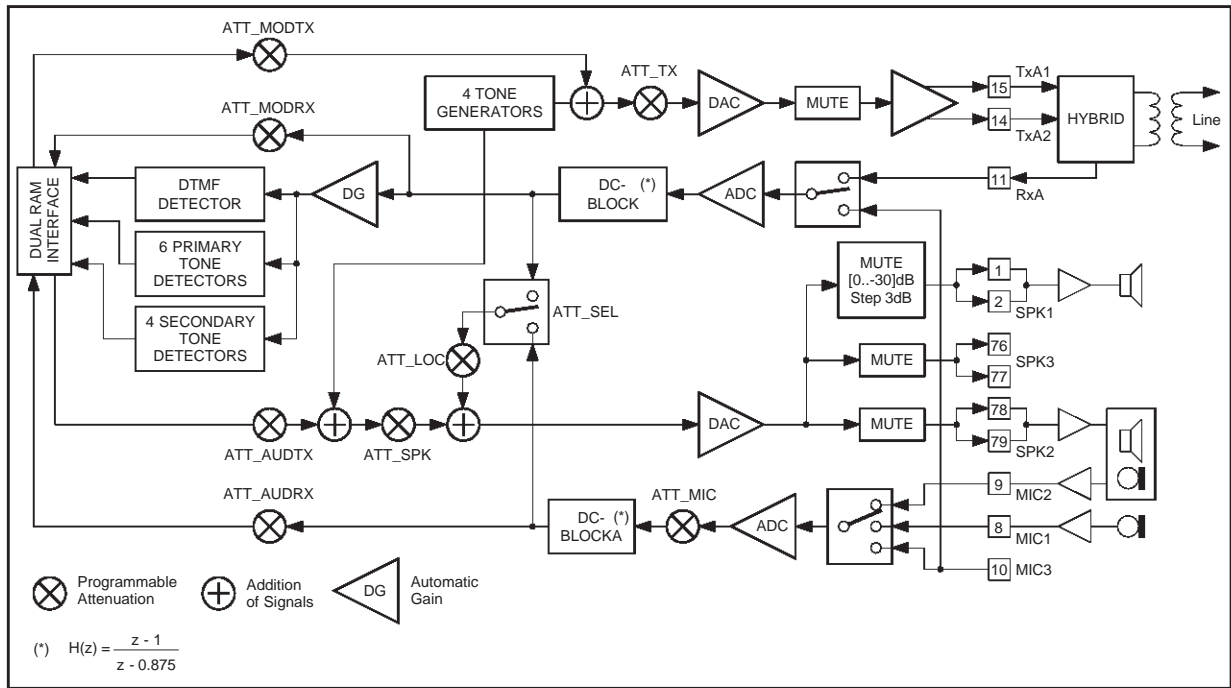 ATT_MODTX
ATT_TX
4 TONE
GENERATORS
DAC
MUTE
15
TxA1
14
TxA2
HYBRID
Line
ATT_MODRX
DUAL RAM
INTERFACE
DTMF
DETECTOR
DG
DC-
BLOCK
(*)
ADC
11
RxA
6 PRIMARY
TONE
DETECTORS
4 SECONDARY
TONE
DETECTORS
ATT_SEL
ATT_LOC
MUTE
[0..-30]dB
Step 3dB
1
2
SPK1
MUTE
76
77
SPK3
ATT_AUDTX
ATT_SPK
DAC
MUTE
78
79
SPK2
ATT_AUDRX
DC-
BLOCKA
(*)
ATT_MIC
ADC
9
MIC2
8
MIC1
10
MIC3
Programmable
Attenuation
Addition
of Signals
DG
Automatic
Gain
(*) H(z) = z - 1
z - 0.875